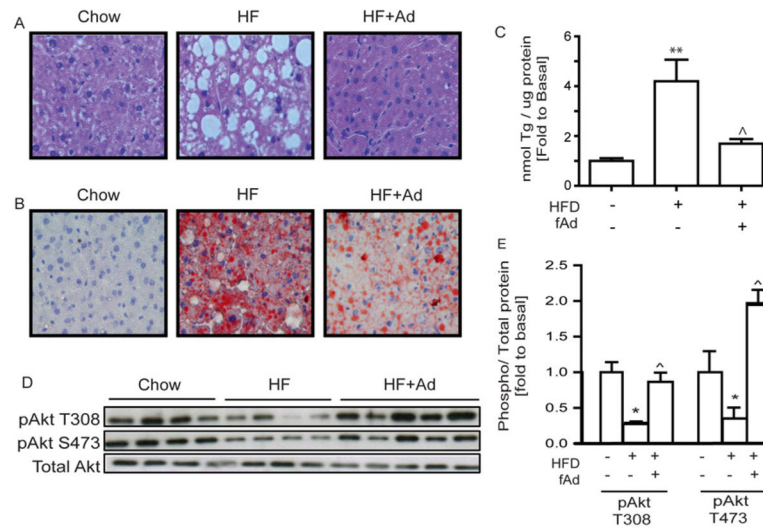 A
Chow HF HF+Ad
B
Chow HF HF+Ad
C
nmol Tg / ug protein
[Fold to Basal]
6
4
2
0
**
^
HFD - + +
fAd - - +
D
Chow HF HF+Ad
pAkt T308
pAkt S473
Total Akt
E
Phospho/ Total protein
[fold to basal]
2.0
1.5
1.0
0.5
0.0
* ^ * ^
HFD - + + - + +
fAd - - + - - +
pAkt pAkt
T308 T473